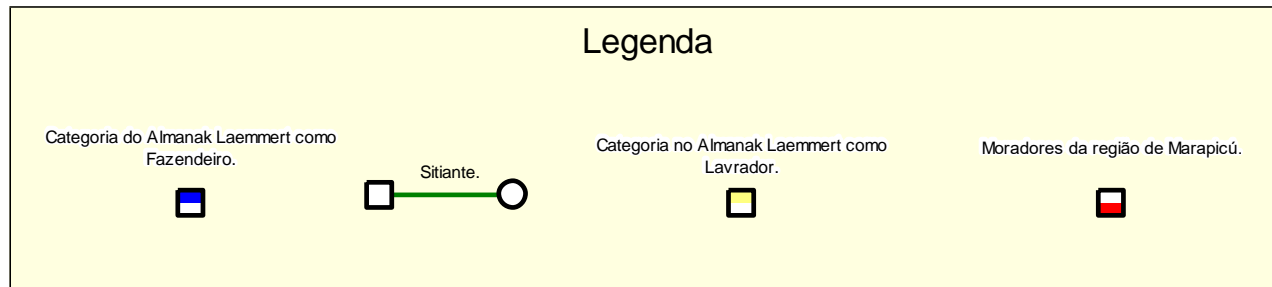 Legenda
Categoria do Almanak Laemmert como
Fazendeiro.
Sitiante.
Categoria no Almanak Laemmert como
Lavrador.
Moradores da região de Marapicú.